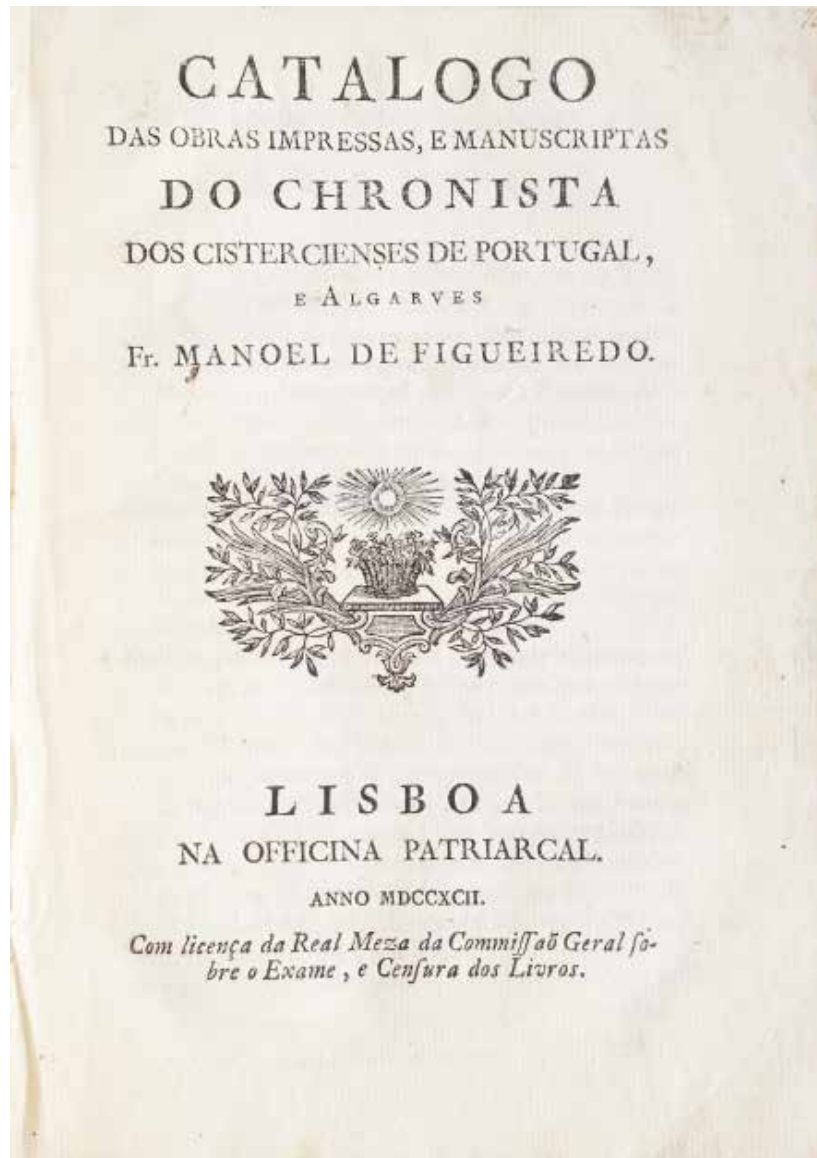 CATALOGO
DAS OBRAS IMPRESSAS, E MANUSCRIPTAS
DO CHRONISTA
DOS CISTERCIENSES DE PORTUGAL,
E ALGARVES
Fr. MANOEL DE FIGUEIREDO.
LISBOA
NA OFFICINA PATRIARCAL.
ANNO MDCCXCII.
Com licença da Real Meza da Commiſſaõ Geral ſo-
bre o Exame, e Cenſura dos Livros.